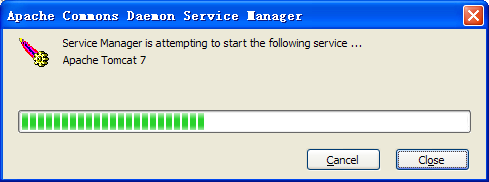 Apache Commons Daemon Service Manager
Service Manager is attempting to start the following service ...
Apache Tomcat 7
Cancel
Close